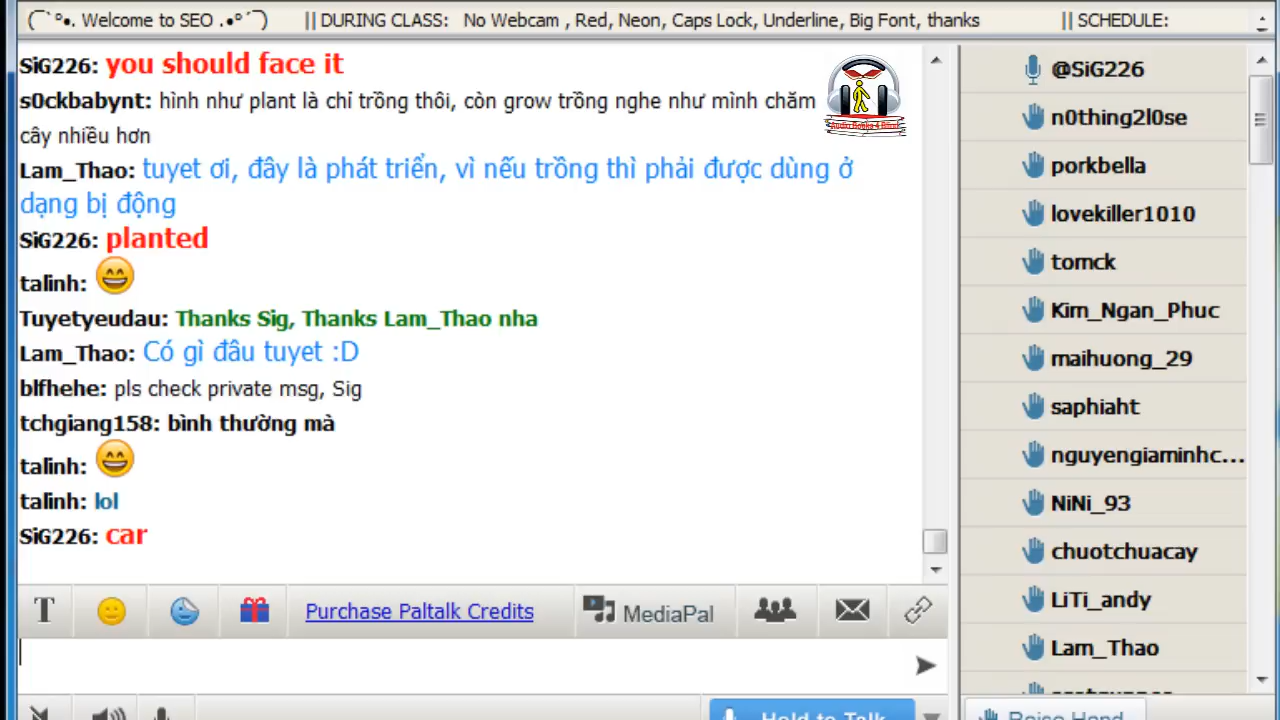 (¯`°•. Welcome to SEO .•°´¯) || DURING CLASS: No Webcam , Red, Neon, Caps Lock, Underline, Big Font, thanks || SCHEDULE:
SiG226: you should face it
s0ckbabynt: hình như plant là chỉ trồng thôi, còn grow trồng nghe như mình chăm
cây nhiều hơn
Lam_Thao: tuyet ơi, đây là phát triển, vì nếu trồng thì phải được dùng ở
dạng bị động
SiG226: planted
talinh:
Tuyetyeudau: Thanks Sig, Thanks Lam_Thao nha
Lam_Thao: Có gì đâu tuyet :D
blfhehe: pls check private msg, Sig
tchgiang158: bình thường mà
talinh:
talinh: lol
SiG226: car
T
Purchase Paltalk Credits
MediaPal
Hold to Talk
@SiG226
n0thing2l0se
porkbella
lovekiller1010
tornck
Kim_Ngan_Phuc
maihuong_29
saphiaht
nguyengiaminhc...
NiNi_93
chuotchuacay
LiTi_andy
Lam_Thao
Raise Hand